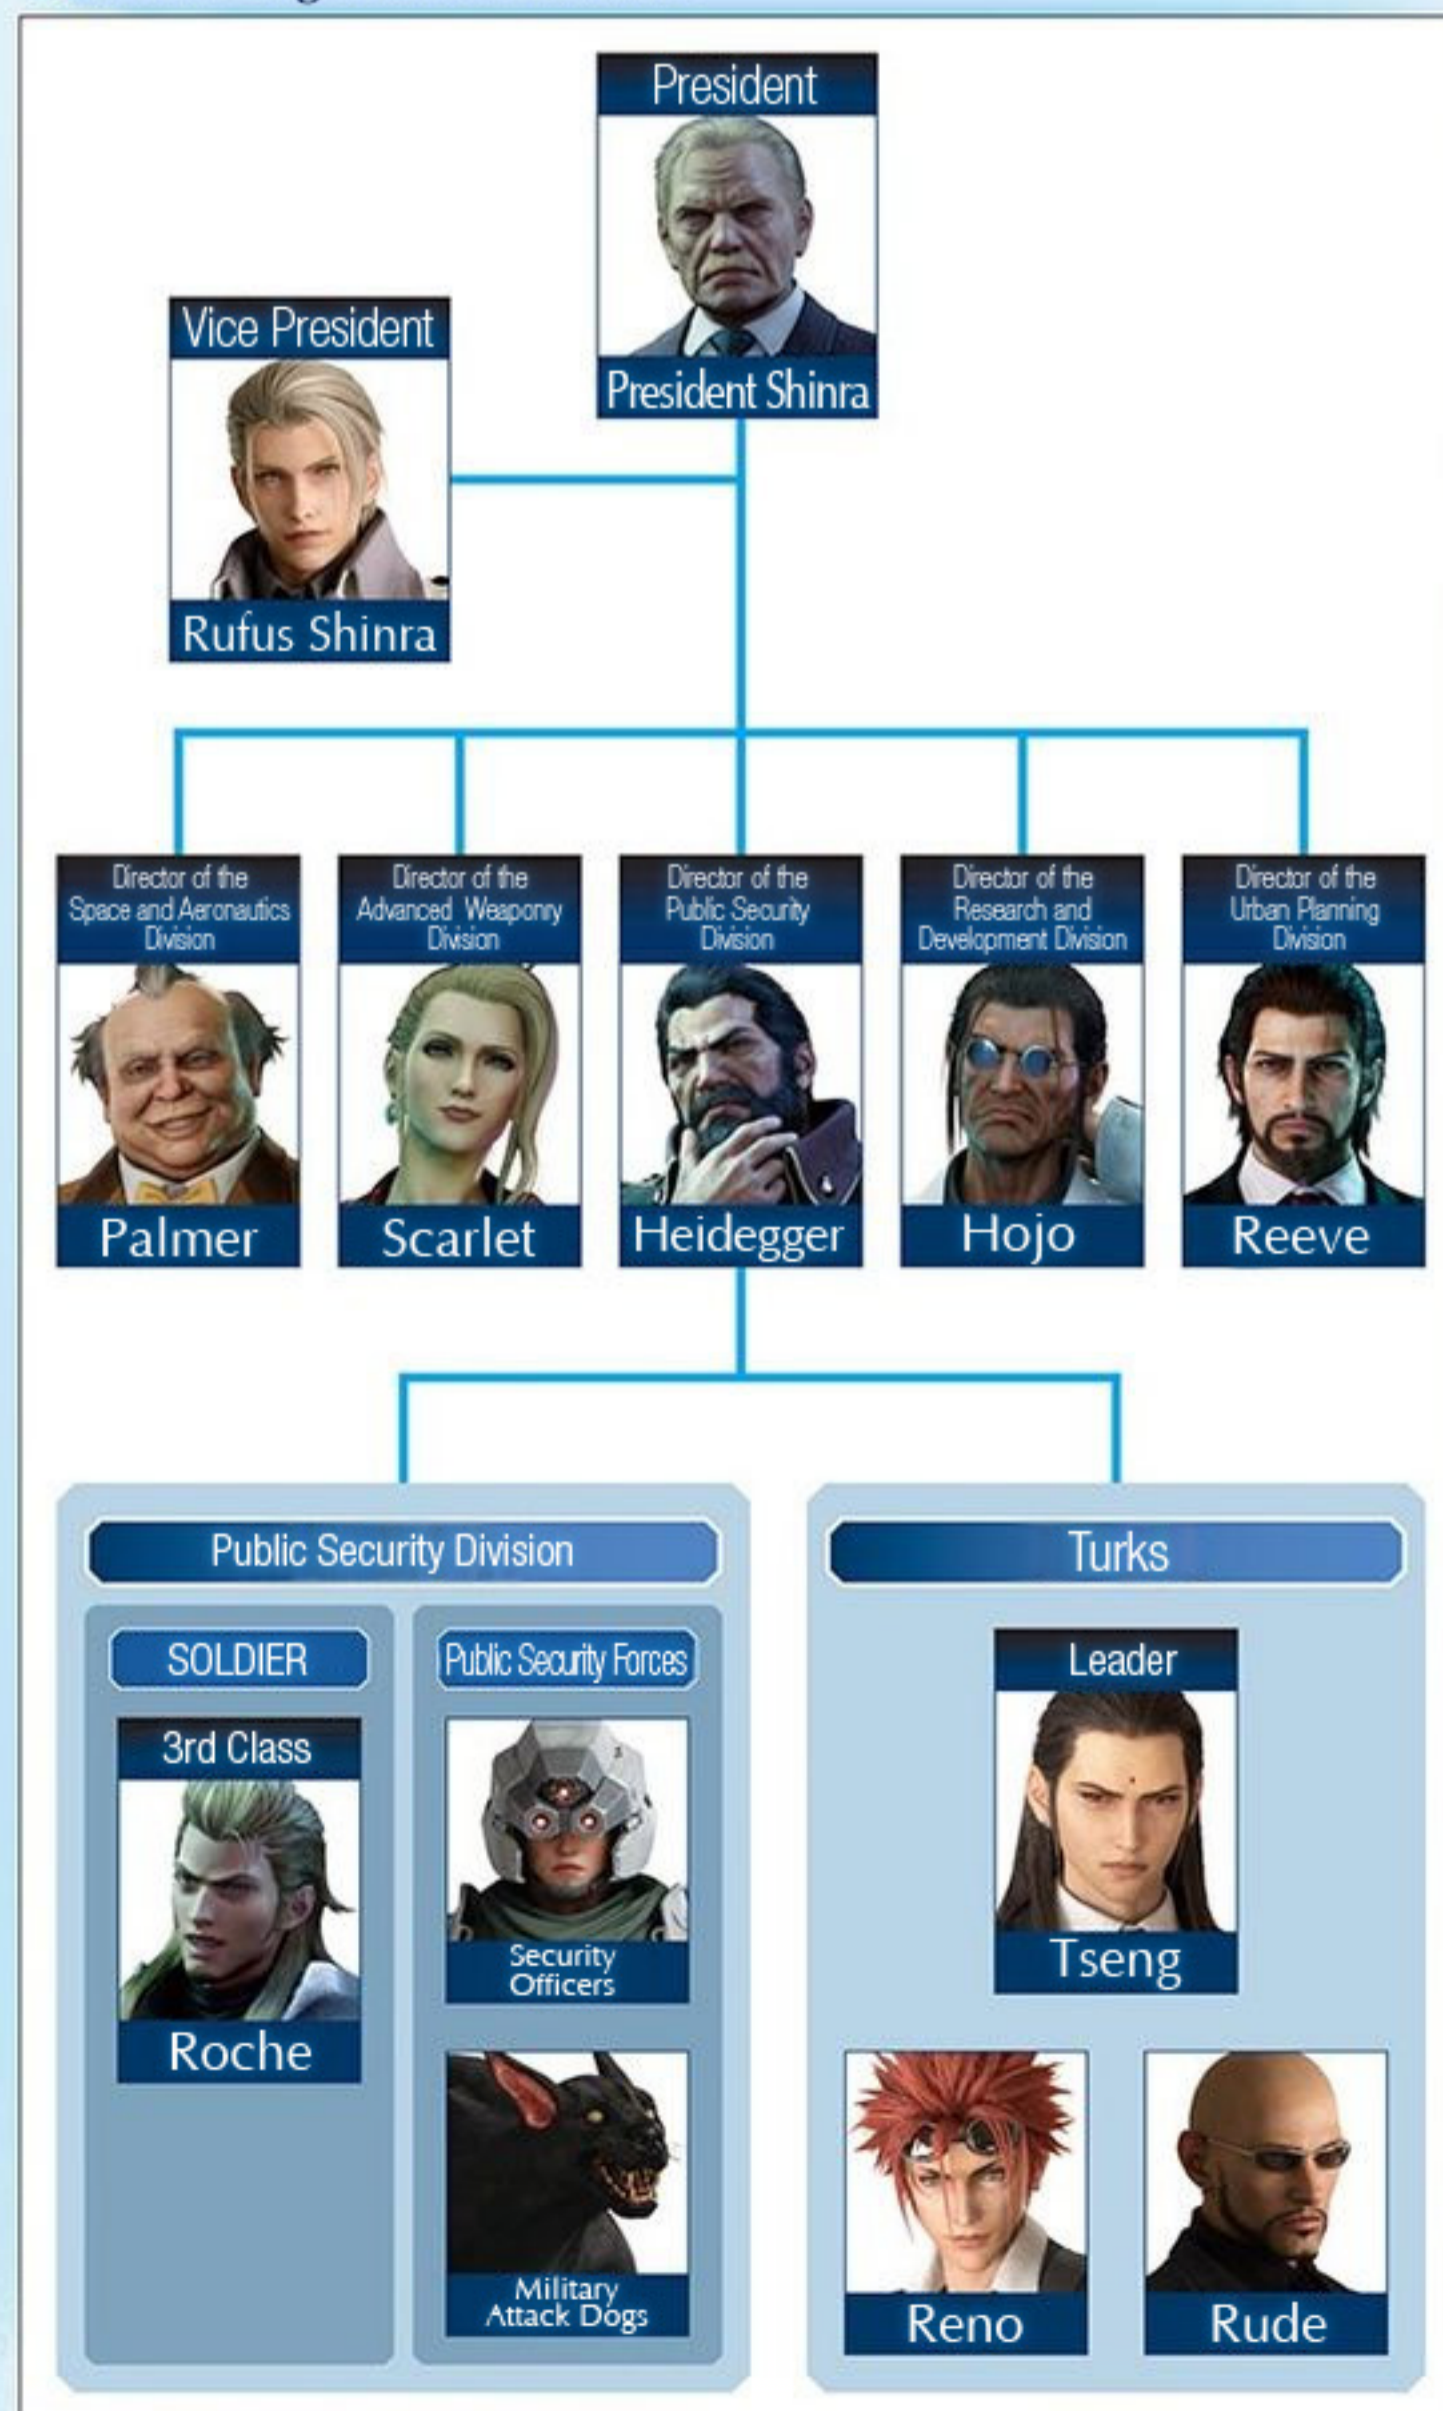 President
President Shinra
Vice President
Rufus Shinra
Director of the
Space and Aeronautics
Division
Palmer
Director of the
Advanced Weaponry
Division
Scarlet
Director of the
Public Security
Division
Heidegger
Director of the
Research and
Development Division
Hojo
Director of the
Urban Planning
Division
Reeve
Public Security Division
SOLDIER
3rd Class
Roche
Public Security Forces
Security
Officers
Military
Attack Dogs
Turks
Leader
Tseng
Reno
Rude